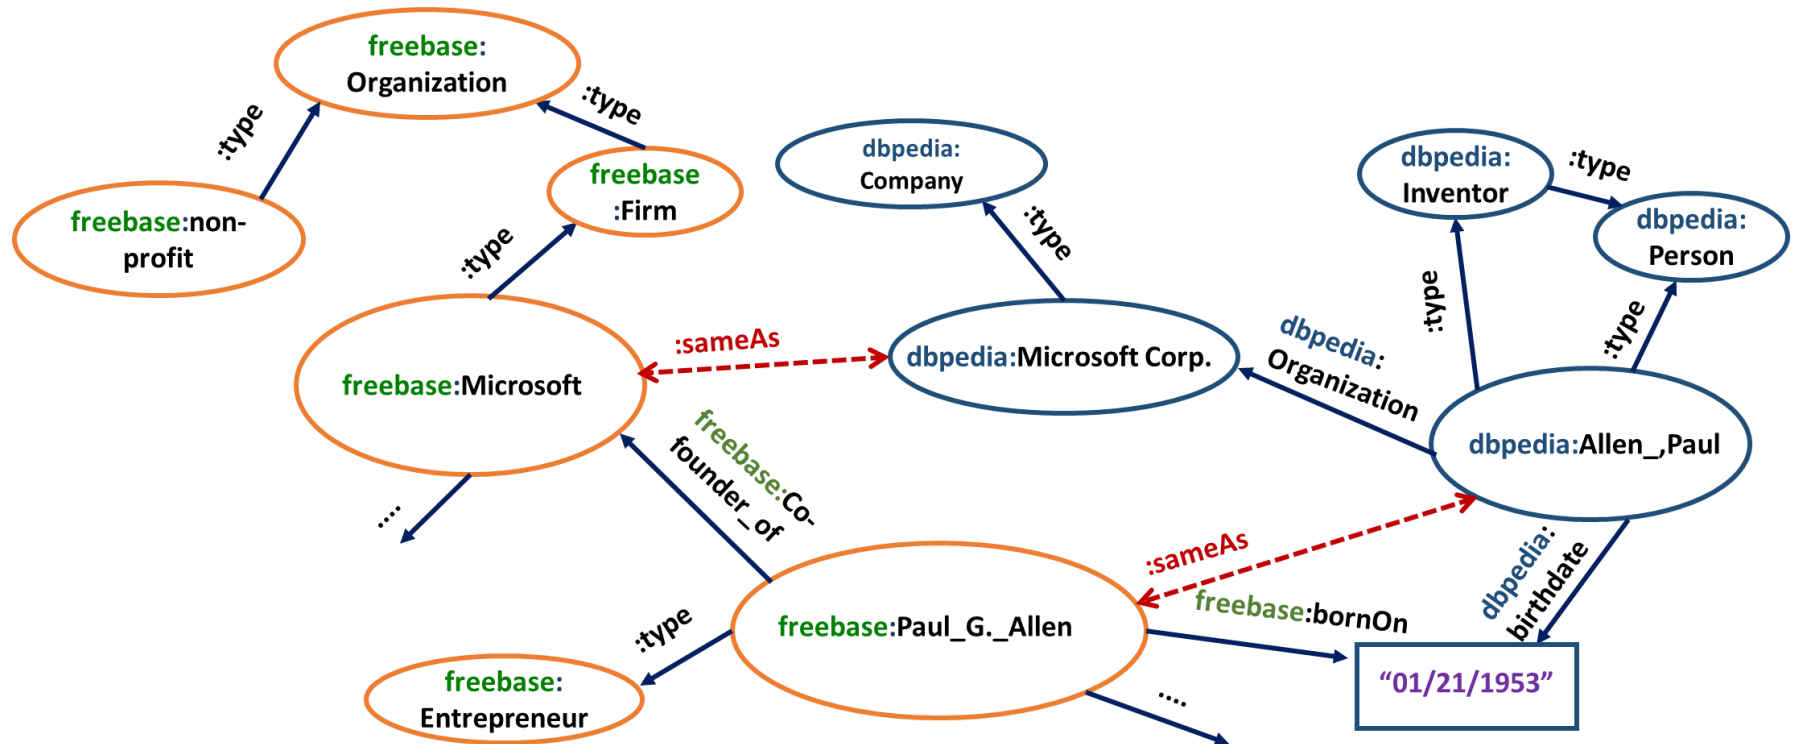 freebase:
Organization
:type
:type
freebase
:Firm
freebase:non-
profit
:type
dbpedia:
Company
:type
dbpedia:
Inventor
:type
dbpedia:
Person
:type
:type
freebase:Microsoft
:sameAs
dbpedia:Microsoft Corp.
dbpedia:
Organization
dbpedia:Allen_,Paul
freebase:Co-
founder_of
....
:sameAs
dbpedia:
birthdate
freebase:Paul_G._Allen
freebase:bornOn
:type
freebase:
Entrepreneur
“01/21/1953”
....